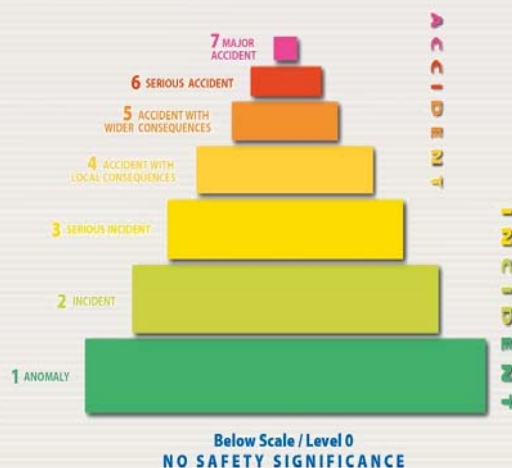 7 MAJOR
ACCIDENT
6 SERIOUS ACCIDENT
5 ACCIDENT WITH
WIDER CONSEQUENCES
4 ACCIDENT WITH
LOCAL CONSEQUENCES
3 SERIOUS INCIDENT
2 INCIDENT
1 ANOMALY
ACCIDENT
INCIDENT
Below Scale / Level 0
NO SAFETY SIGNIFICANCE